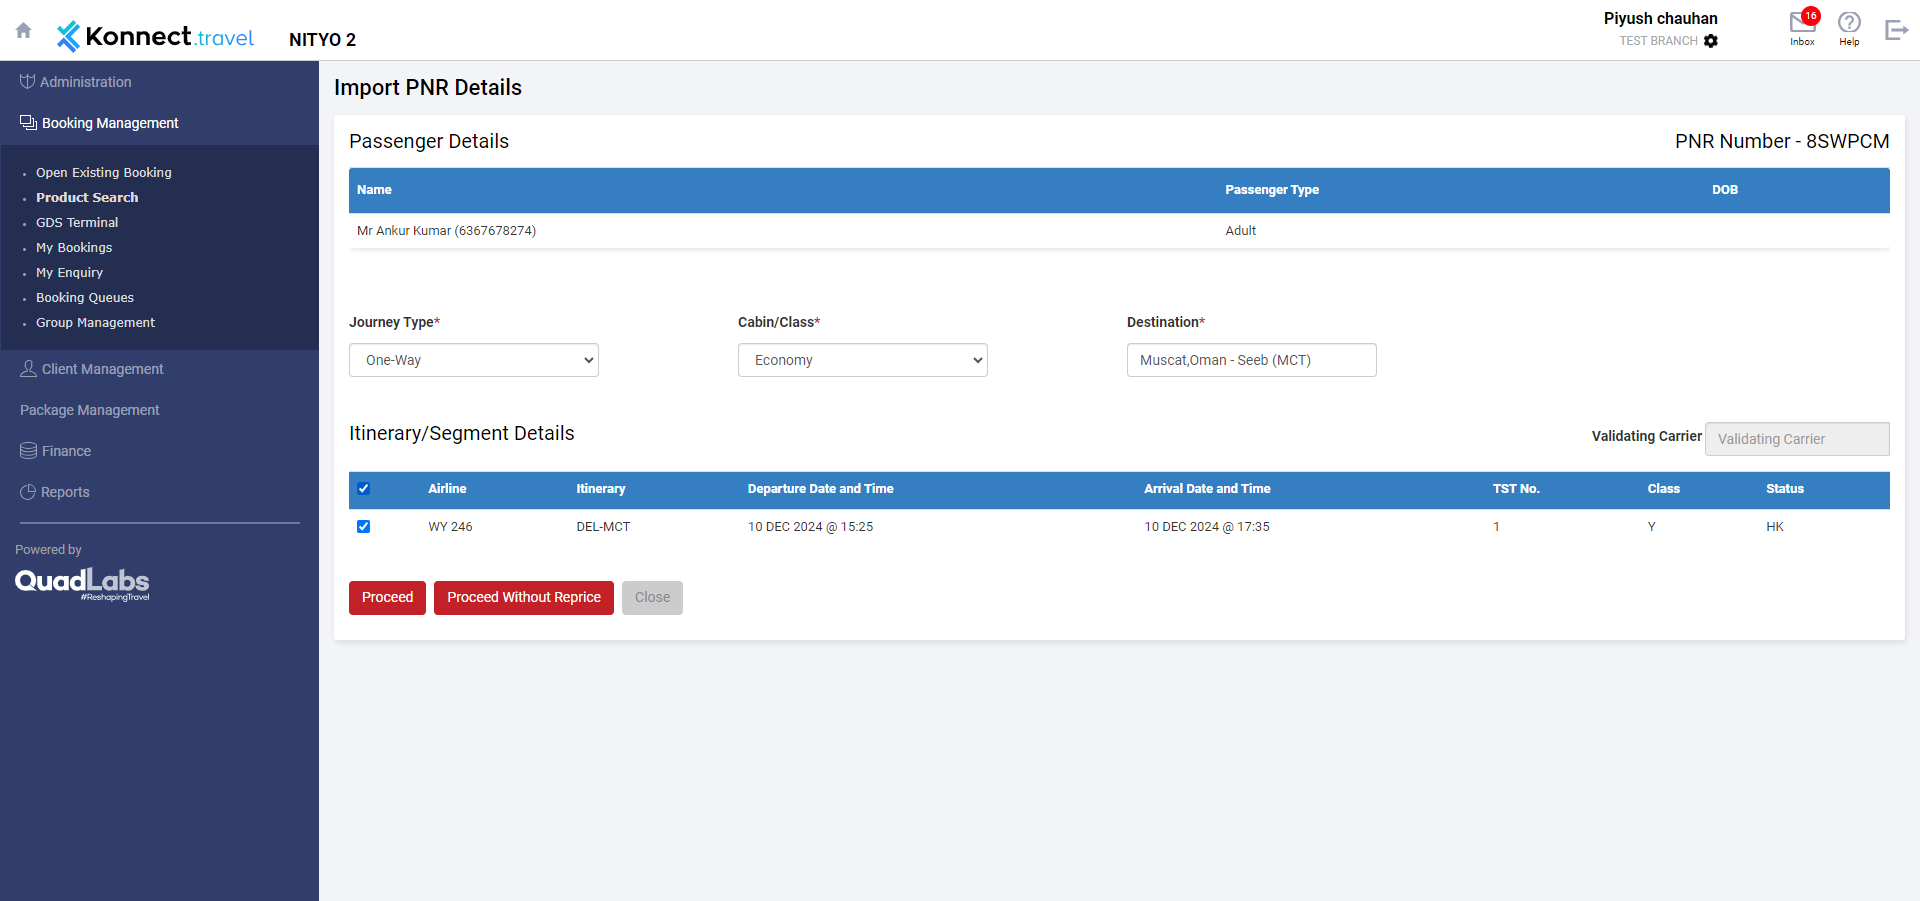 Konnect.travel
NITYO 2
Piyush chauhan
TEST BRANCH
16
Inbox
Help
Administration
Booking Management
Open Existing Booking
Product Search
GDS Terminal
My Bookings
My Enquiry
Booking Queues
Group Management
Client Management
Package Management
Finance
Reports
Powered by
QuadLabs
#ReshapingTravel
Import PNR Details
Passenger Details
PNR Number - 8SWPCM
Name Passenger Type DOB
Mr Ankur Kumar (6367678274) Adult
Journey Type* Cabin/Class* Destination*
One-Way Economy Muscat,Oman - Seeb (MCT)
Itinerary/Segment Details
Validating Carrier Validating Carrier
Airline Itinerary Departure Date and Time Arrival Date and Time TST No. Class Status
WY 246 DEL-MCT 10 DEC 2024 @ 15:25 10 DEC 2024 @ 17:35 1 Y HK
Proceed Proceed Without Reprice Close